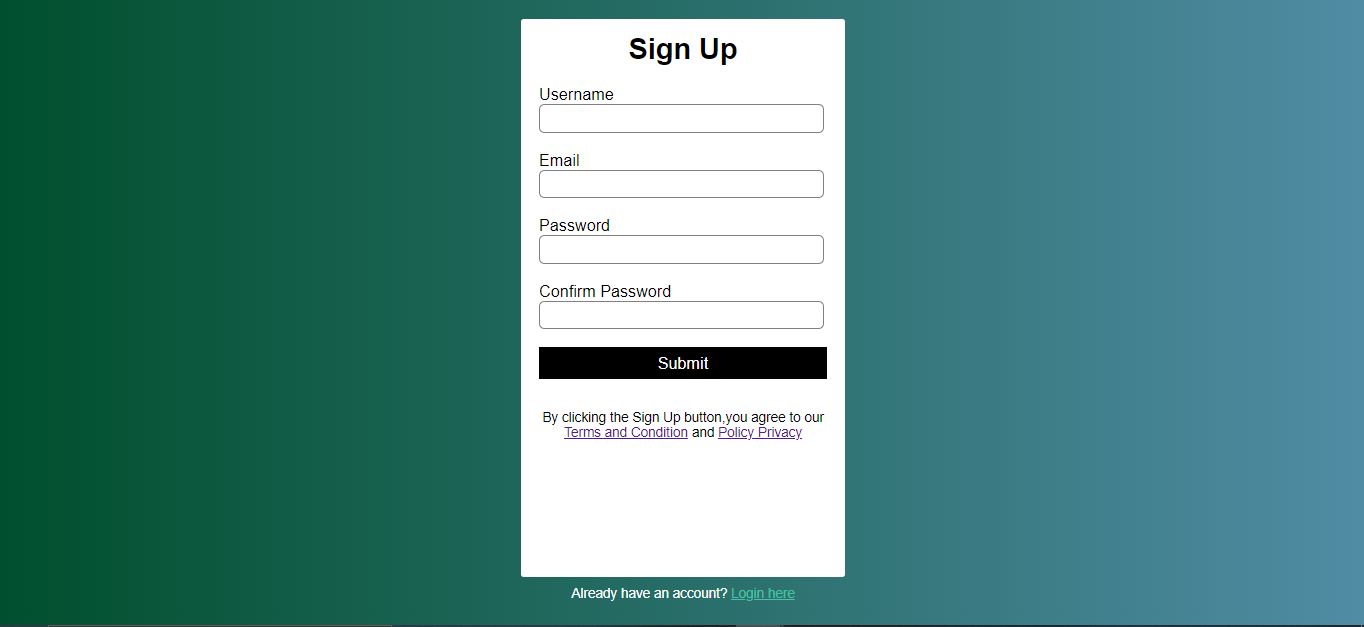 Sign Up
Username
Email
Password
Confirm Password
Submit
By clicking the Sign Up button,you agree to our
Terms and Condition and Policy Privacy
Already have an account? Login here